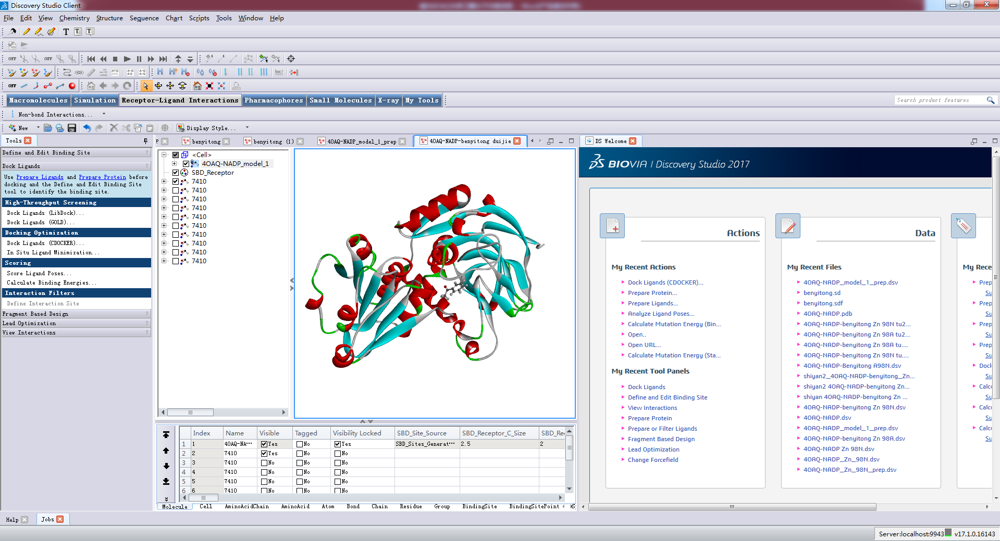 Discovery Studio Client
File Edit View Chemistry Structure Sequence Chart Scripts Tools Window Help
Macromolecules Simulation Receptor-Ligand Interactions Pharmacophores Small Molecules X-ray My Tools
Search product features
Non-bond Interactions...
New Display Style...
Tools
benyitong
benyitong (1)
4OAQ-NADP_model_1_prep
4OAQ-NADP-benyitong duijie
DS Welcome
Define and Edit Binding Site
Dock Ligands
Use Prepare Ligands and Prepare Protein before
docking and the Define and Edit Binding Site
tool to identify the binding site.
High-Throughput Screening
Dock Ligands (LibDock)...
Dock Ligands (GOLD)...
Docking Optimization
Dock Ligands (CDOCKER)...
In Situ Ligand Minimization...
Scoring
Score Ligand Poses...
Calculate Binding Energies...
Interaction Filters
Define Interaction Site
Fragment Based Design
Lead Optimization
View Interactions
<Cell>
4OAQ-NADP_model_1
SBD_Receptor
7410
7410
7410
7410
7410
7410
7410
7410
7410
7410
Index Name Visible Tagged Visibility Locked SBD_Site_Source SBD_Receptor_C_Size SBD_Re
1 1 4OAQ-NA... Yes No Yes SBD_Sites_Generat... 2.5 2
2 2 7410 Yes No No
3 3 7410 No No No
4 4 7410 No No No
5 5 7410 No No No
6 6 7410 No No No
Molecule Cell AminoAcidChain AminoAcid Atom Bond Chain Residue Group BindingSite BindingSitePoint
BIOVIA | Discovery Studio 2017
Actions
My Recent Actions
Dock Ligands (CDOCKER)...
Prepare Protein...
Prepare Ligands...
Analyze Ligand Poses...
Calculate Mutation Energy (Bin...
Open..
Open URL...
Calculate Mutation Energy (Sta...
My Recent Tool Panels
Dock Ligands
Define and Edit Binding Site
View Interactions
Prepare Protein
Prepare or Filter Ligands
Fragment Based Design
Lead Optimization
Change Forcefield
Data
My Recent Files
4OAQ-NADP_model_1_prep.dsv
benyitong.sd
benyitong.sdf
4OAQ-NADP.pdb
4OAQ-NADP-benyitong Zn 98N tu2...
4OAQ-NADP-benyitong Zn 98A tu2...
4OAQ-NADP-benyitong Zn 98A tu....
4OAQ-NADP-benyitong Zn 98N tu....
4OAQ-NADP-Benyitong A98N.dsv
shiyan2_4OAQ-NADP-benyitong_Zn...
shiyan2 4OAQ-NADP-benyitong Zn...
shiyan 4OAQ-NADP-benyitong Zn ...
4OAQ-NADP-benyitong Zn 98N.dsv
4OAQ-NADP.dsv
4OAQ-NADP_model_1_prep.dsv
4OAQ-NADP-benyitong Zn 98A.dsv
4OAQ-NADP Zn 98N.dsv
4OAQ-NADP_Zn_98N.dsv
4OAQ-NADP_Zn_98N_prep.dsv
My Rece
Prep
Su
Prep
Su
Prep
Su
Prep
Su
Dock
Su
Calcu
Su
Calcu
Su
Calcu
Su
Help Jobs
Server:localhost:9943 v17.1.0.16143